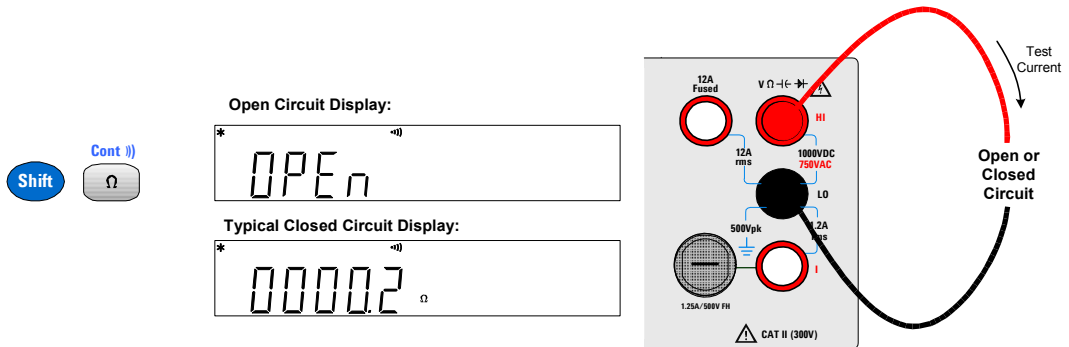 Cont
Shift
Ω
Open Circuit Display:
OPEn
Typical Closed Circuit Display:
0000.2 Ω
12A
Fused
V Ω
HI
12A
rms
1000VDC
750VAC
LO
500Vpk
1.2A
rms
I
1.25A/500V FH
CAT II (300V)
Test
Current
Open or
Closed
Circuit